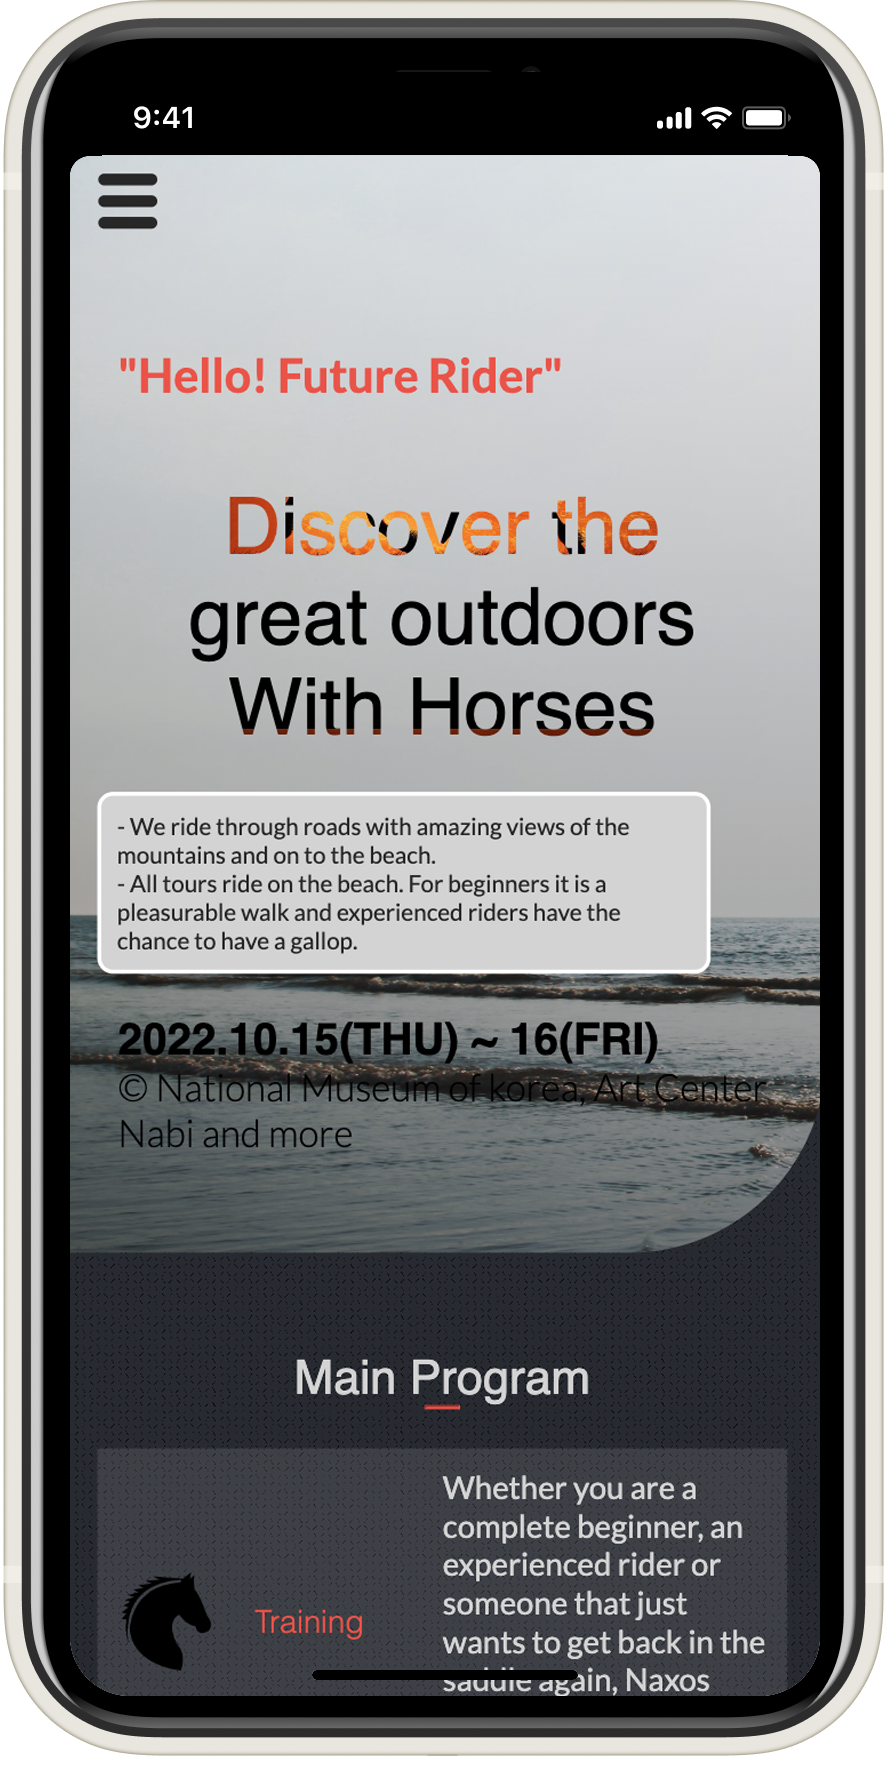 9:41
"Hello! Future Rider"
Discover the
great outdoors
With Horses
- We ride through roads with amazing views of the
mountains and on to the beach.
- All tours ride on the beach. For beginners it is a
pleasurable walk and experienced riders have the
chance to have a gallop.
2022.10.15(THU) ~ 16(FRI)
© National Museum of korea, Art Center
Nabi and more
Main Program
Training
Whether you are a
complete beginner, an
experienced rider or
someone that just
wants to get back in the
saddle again, Naxos